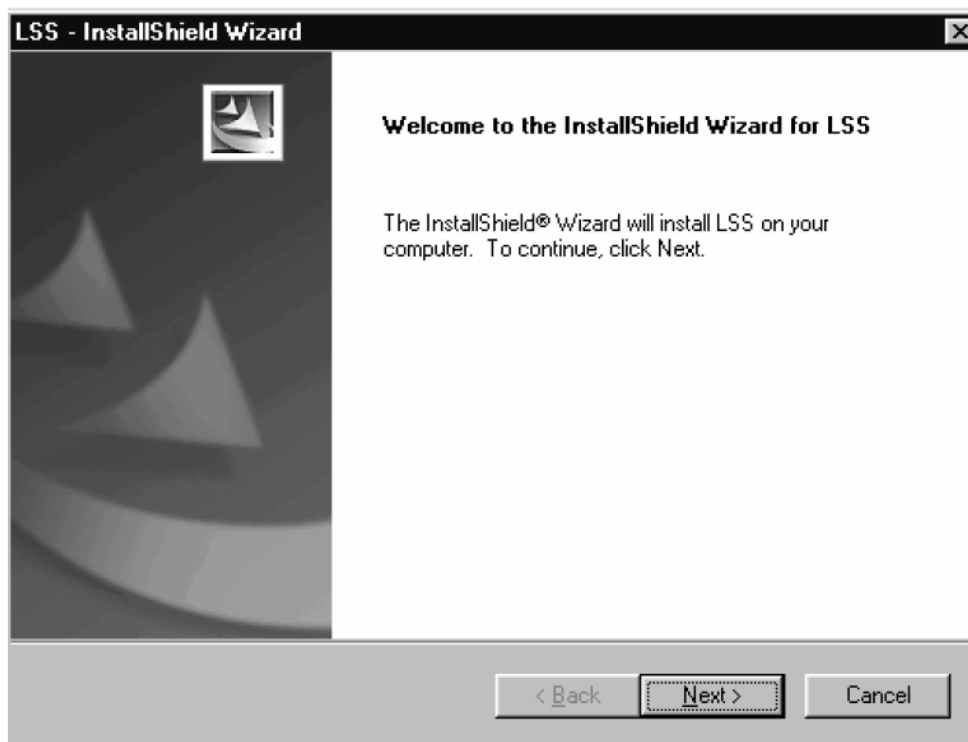 LSS - InstallShield Wizard
Welcome to the InstallShield Wizard for LSS
The InstallShield® Wizard will install LSS on your
computer.  To continue, click Next.
< Back
Next >
Cancel